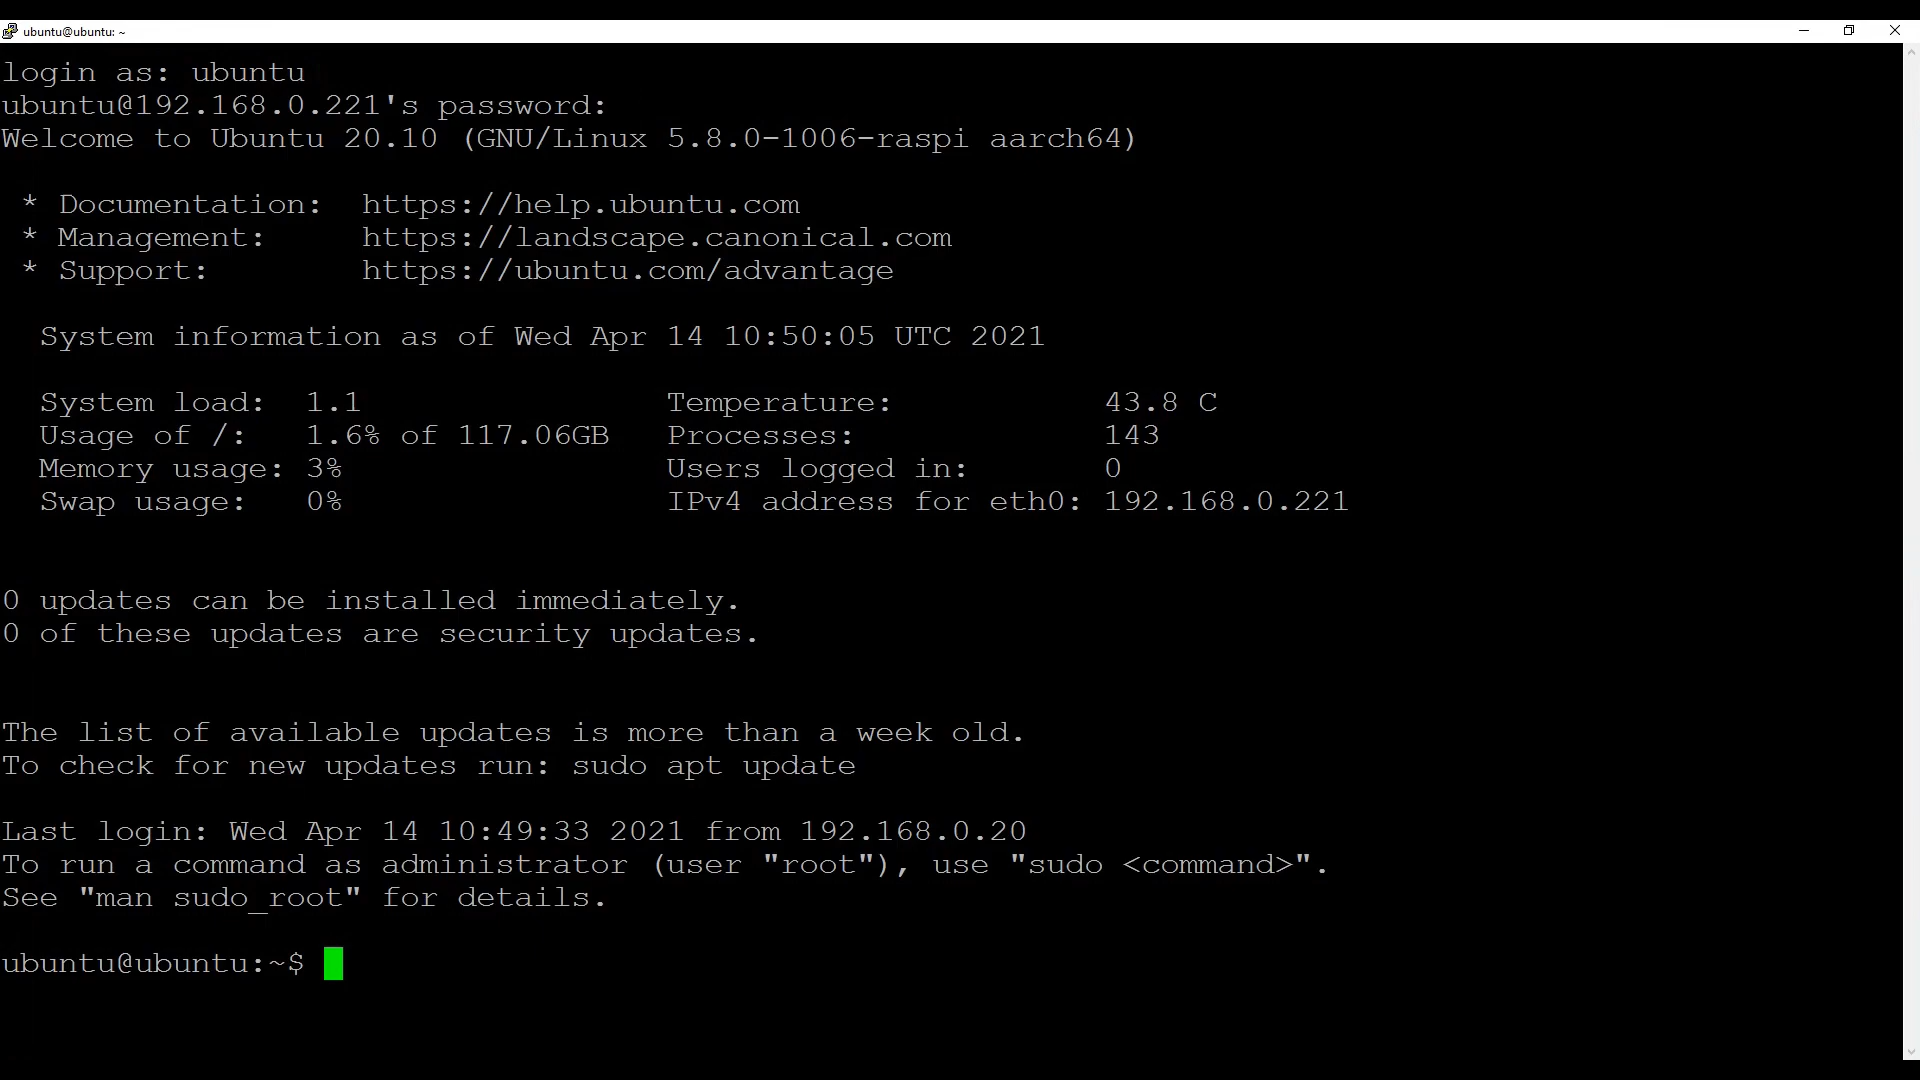 ubuntu@ubuntu: ~
login as: ubuntu
ubuntu@192.168.0.221's password:
Welcome to Ubuntu 20.10 (GNU/Linux 5.8.0-1006-raspi aarch64)
* Documentation:  https://help.ubuntu.com
* Management:     https://landscape.canonical.com
* Support:        https://ubuntu.com/advantage
System information as of Wed Apr 14 10:50:05 UTC 2021
System load:  1.1                Temperature:           43.8 C
Usage of /:   1.6% of 117.06GB   Processes:             143
Memory usage: 3%                 Users logged in:       0
Swap usage:   0%                 IPv4 address for eth0: 192.168.0.221
0 updates can be installed immediately.
0 of these updates are security updates.
The list of available updates is more than a week old.
To check for new updates run: sudo apt update
Last login: Wed Apr 14 10:49:33 2021 from 192.168.0.20
To run a command as administrator (user "root"), use "sudo <command>".
See "man sudo_root" for details.
ubuntu@ubuntu:~$